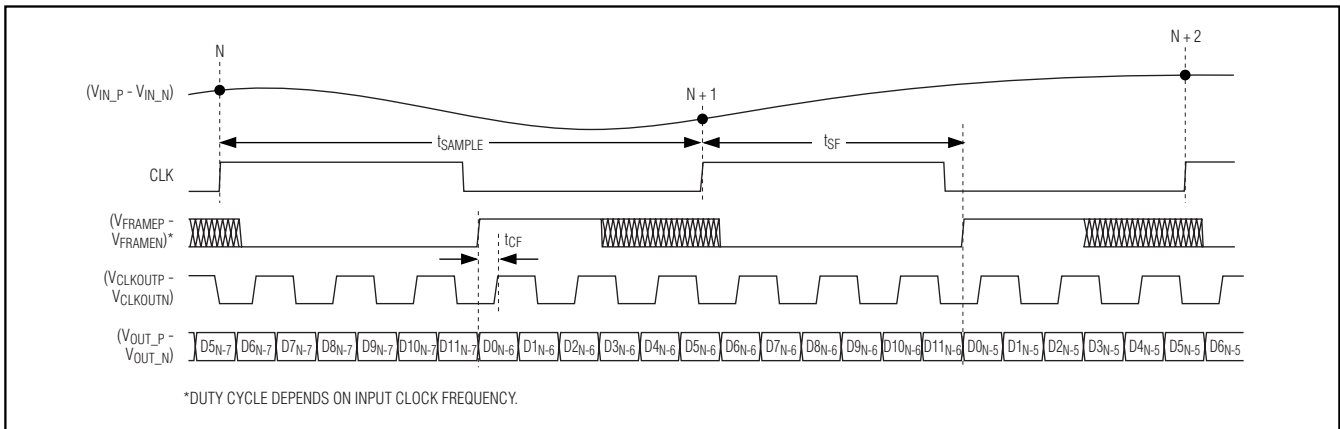 N
N + 1
N + 2
(VIN_P - VIN_N)
tSAMPLE
tSF
CLK
(VFRAMEP -
VFRAMEN)*
tCF
(VCLKOUTP -
VCLKOUTN)
(VOUT_P -
VOUT_N)
D5N-7 D6N-7 D7N-7 D8N-7 D9N-7 D10N-7 D11N-7 D0N-6 D1N-6 D2N-6 D3N-6 D4N-6 D5N-6 D6N-6 D7N-6 D8N-6 D9N-6 D10N-6 D11N-6 D0N-5 D1N-5 D2N-5 D3N-5 D4N-5 D5N-5 D6N-5
*DUTY CYCLE DEPENDS ON INPUT CLOCK FREQUENCY.